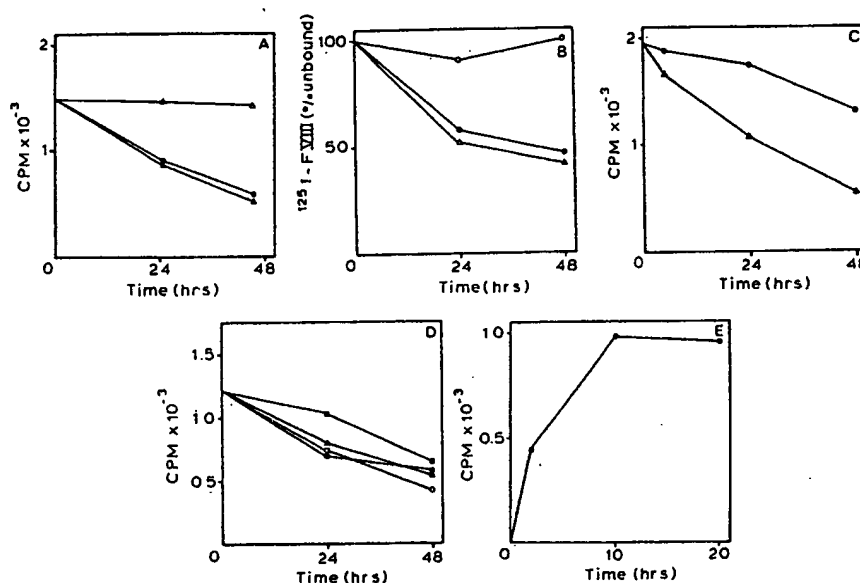 A
2
1
CPM x 10⁻³
0
24
48
Time (hrs)
B
100
50
¹²⁵I-F VIII (% unbound)
0
24
48
Time (hrs)
C
2
1
CPM x 10⁻³
0
24
48
Time (hrs)
D
1.5
1.0
0.5
CPM x 10⁻³
0
24
48
Time (hrs)
E
1.0
0.5
CPM x 10⁻³
0
10
20
Time (hrs)